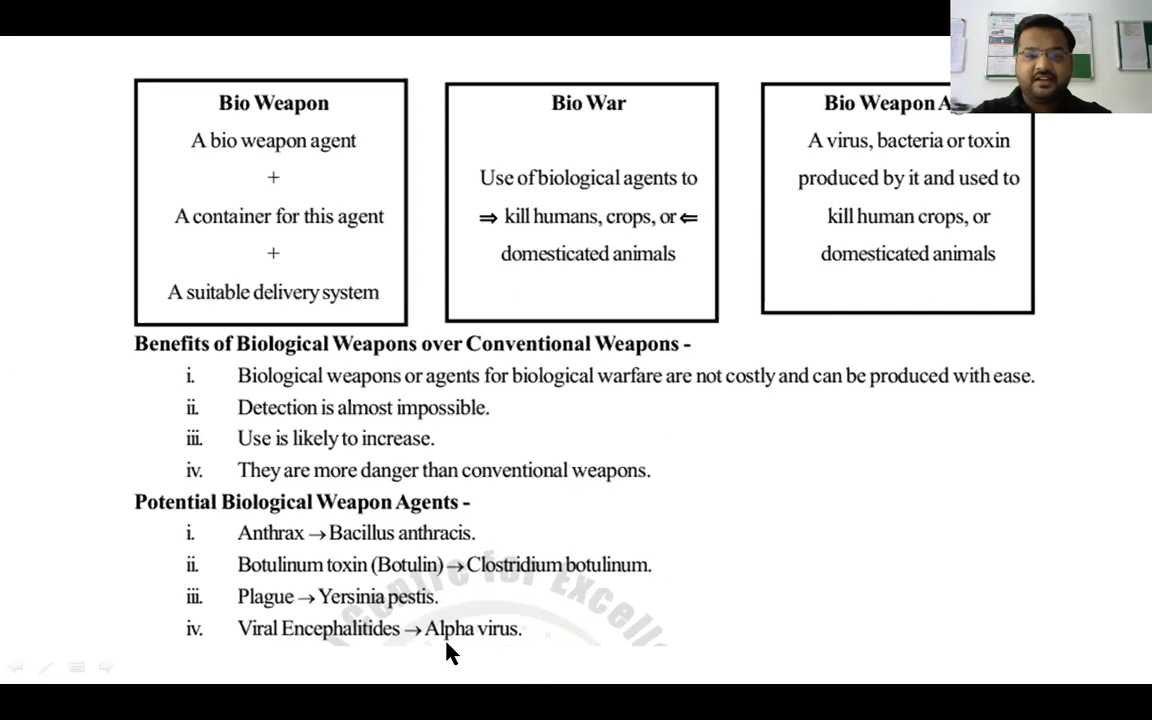 Bio Weapon
A bio weapon agent
+
A container for this agent
+
A suitable delivery system
Bio War
Use of biological agents to
⇒ kill humans, crops, or ⇐
domesticated animals
Bio Weapon
A virus, bacteria or toxin
produced by it and used to
kill human crops, or
domesticated animals
Benefits of Biological Weapons over Conventional Weapons -
i. Biological weapons or agents for biological warfare are not costly and can be produced with ease.
ii. Detection is almost impossible.
iii. Use is likely to increase.
iv. They are more danger than conventional weapons.
Potential Biological Weapon Agents -
i. Anthrax → Bacillus anthracis.
ii. Botulinum toxin (Botulin) → Clostridium botulinum.
iii. Plague → Yersinia pestis.
iv. Viral Encephalitides → Alpha virus.
Centre for Excelle